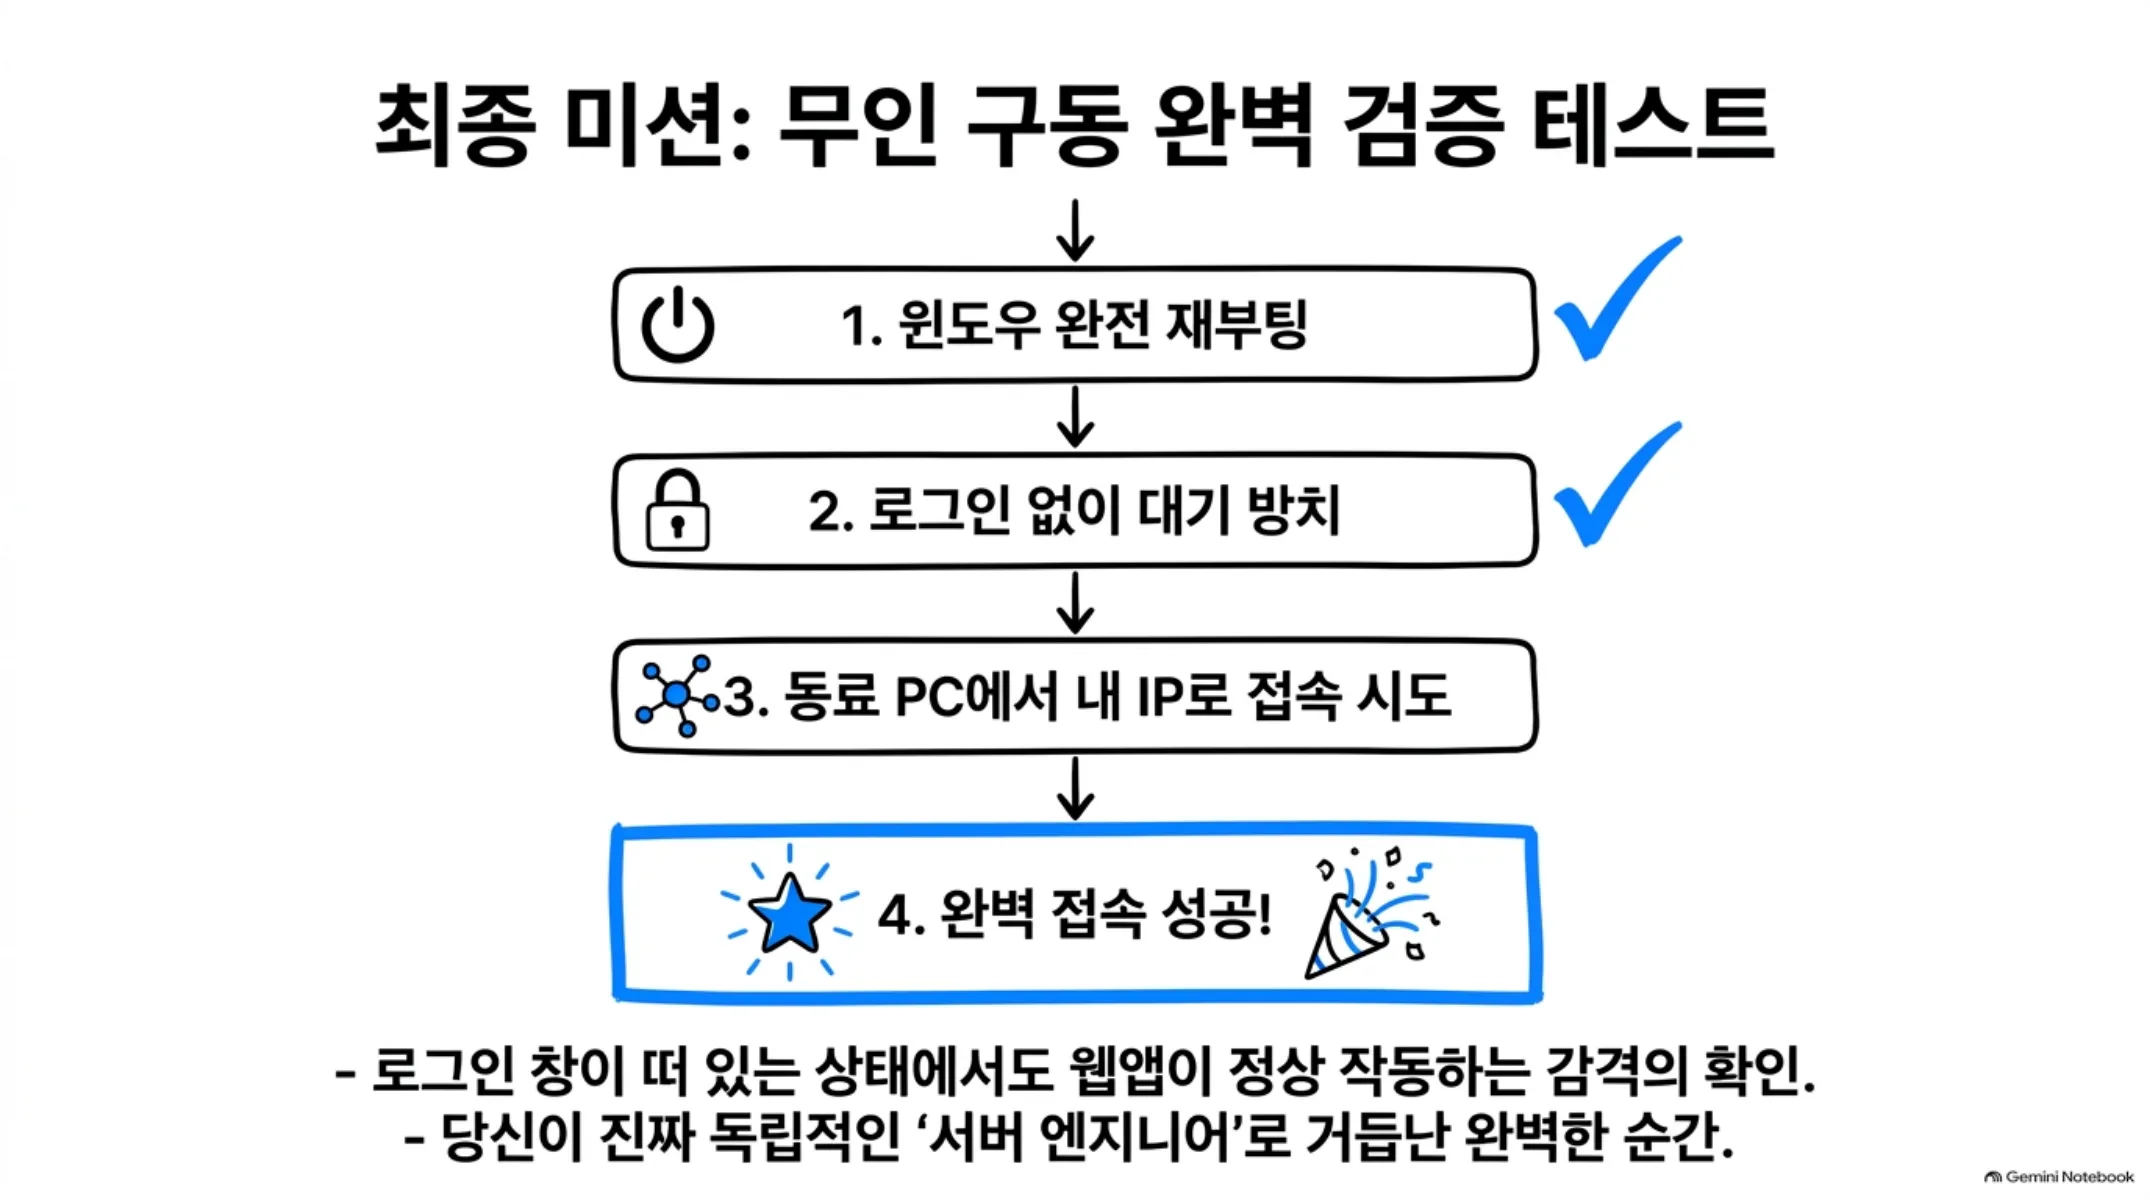 최종 미션: 무인 구동 완벽 검증 테스트
1. 윈도우 완전 재부팅
2. 로그인 없이 대기 방치
3. 동료 PC에서 내 IP로 접속 시도
4. 완벽 접속 성공!
- 로그인 창이 떠 있는 상태에서도 웹앱이 정상 작동하는 감격의 확인.
- 당신이 진짜 독립적인 ‘서버 엔지니어’로 거듭난 완벽한 순간.
Gemini Notebook